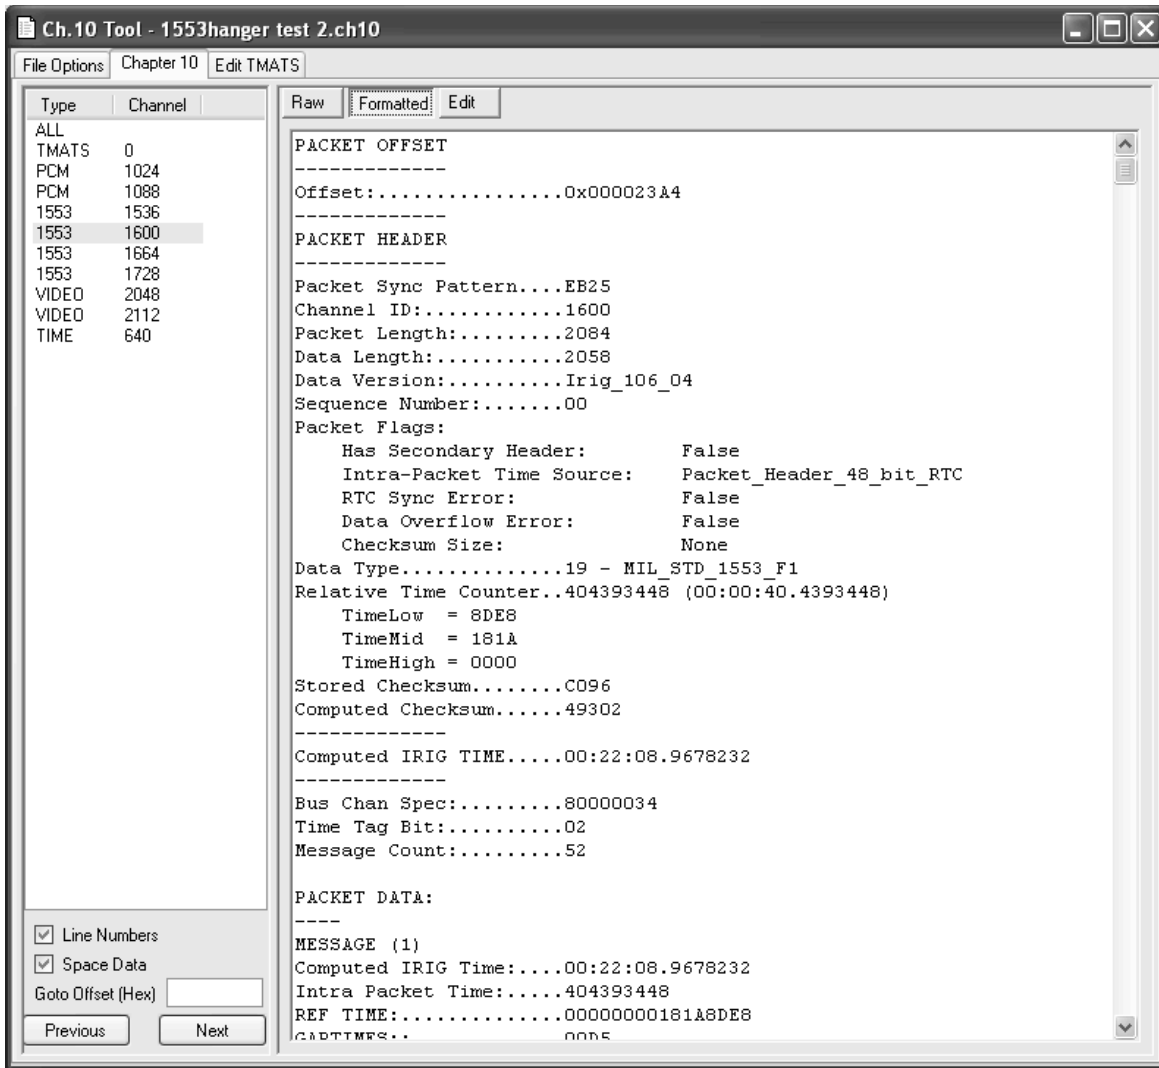 Ch.10 Tool - 1553hanger test 2.ch10
File Options Chapter 10 Edit TMATS
Type Channel
ALL
TMATS 0
PCM 1024
PCM 1088
1553 1536
1553 1600
1553 1664
1553 1728
VIDEO 2048
VIDEO 2112
TIME 640
Line Numbers
Space Data
Goto Offset (Hex)
Previous Next
Raw Formatted Edit
PACKET OFFSET
-------------
Offset:.................0x000023A4
-------------
PACKET HEADER
-------------
Packet Sync Pattern....EB25
Channel ID:.............1600
Packet Length:.........2084
Data Length:...........2058
Data Version:..........Irig_106_04
Sequence Number:.......00
Packet Flags:
Has Secondary Header: False
Intra-Packet Time Source: Packet_Header_48_bit_RTC
RTC Sync Error: False
Data Overflow Error: False
Checksum Size: None
Data Type..............19 - MIL_STD_1553_F1
Relative Time Counter..404393448 (00:00:40.4393448)
TimeLow = 8DE8
TimeMid = 181A
TimeHigh = 0000
Stored Checksum........C096
Computed Checksum......49302
-------------
Computed IRIG TIME.....00:22:08.9678232
-------------
Bus Chan Spec:.........80000034
Time Tag Bit:..........02
Message Count:.........52
PACKET DATA:
----
MESSAGE (1)
Computed IRIG Time:....00:22:08.9678232
Intra Packet Time:.....404393448
REF TIME:..............00000000181A8DE8
GAPTIMES:. 00D5